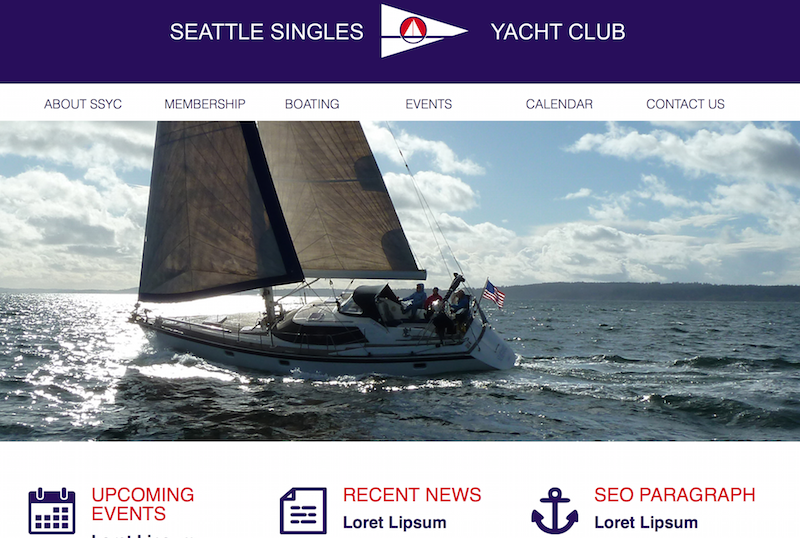 SEATTLE SINGLES YACHT CLUB
ABOUT SSYC MEMBERSHIP BOATING EVENTS CALENDAR CONTACT US
UPCOMING EVENTS
RECENT NEWS
Loret Lipsum
SEO PARAGRAPH
Loret Lipsum